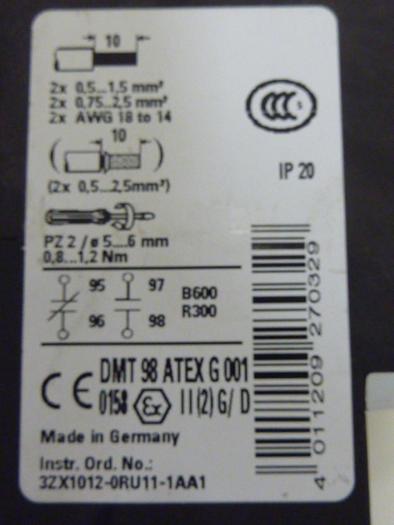 10
2x 0,5...1,5 mm²
2x 0,75...2,5 mm²
2x AWG 18 to 14
10
(2x 0,5...2,5mm²)
PZ 2 / ø 5....6 mm
0,8...1,2 Nm
CCC S
IP 20
95 97
96 98
B600
R300
CE
DMT 98 ATEX G 001
0158 Ex II (2) G/ D
Made in Germany
Instr. Ord. No.:
3ZX1012-0RU11-1AA1
4 011209 270329